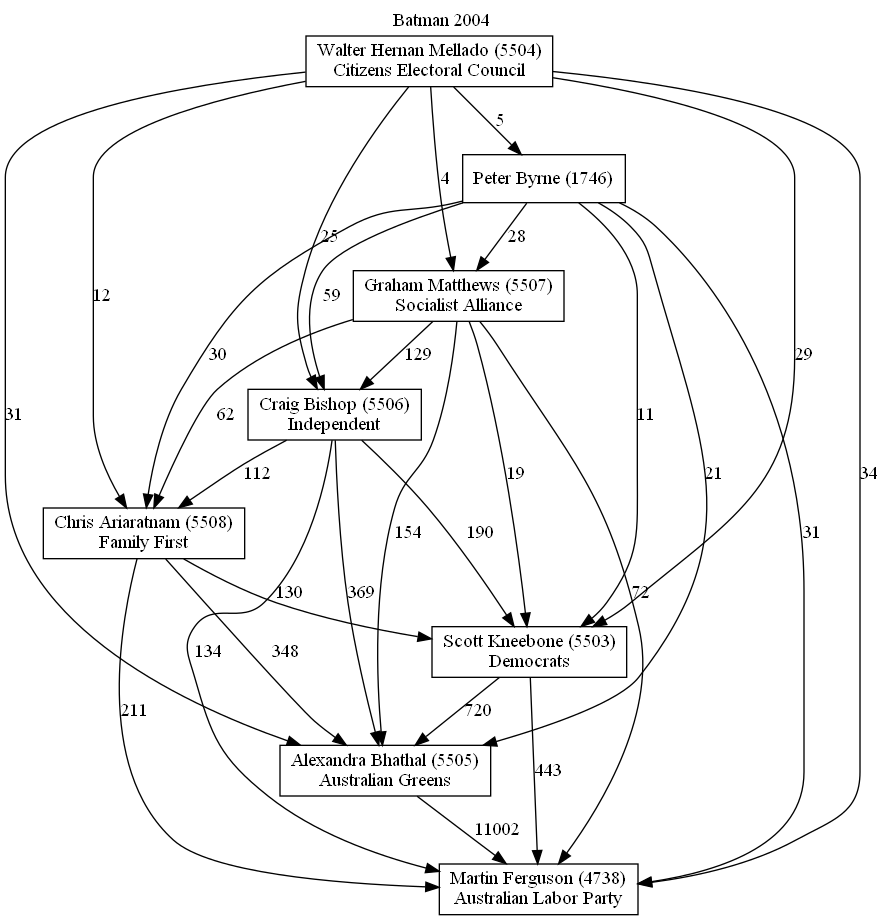 Batman 2004
Walter Hernan Mellado (5504)
Citizens Electoral Council
5
Peter Byrne (1746)
4
25
28
Graham Matthews (5507)
Socialist Alliance
12
59
30
129
29
62
Craig Bishop (5506)
Independent
31
11
34
112
19
21
Chris Ariaratnam (5508)
Family First
154
190
31
130
369
72
Scott Kneebone (5503)
Democrats
134
348
211
720
Alexandra Bhathal (5505)
Australian Greens
443
11002
Martin Ferguson (4738)
Australian Labor Party